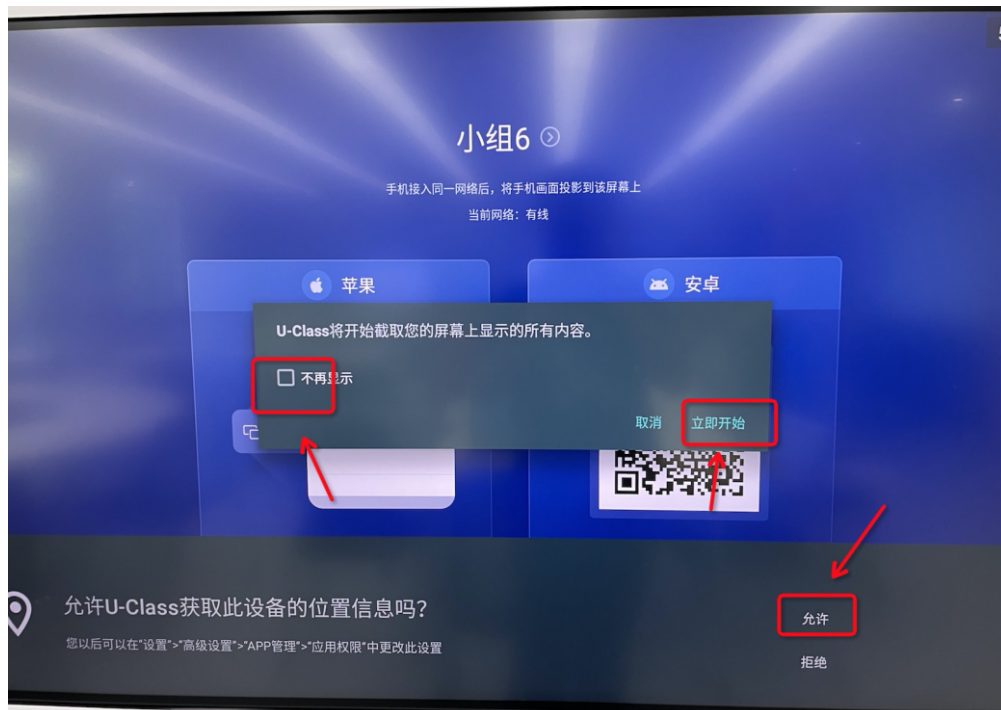 小组6
手机接入同一网络后，将手机画面投影到该屏幕上
当前网络：有线
苹果
安卓
U-Class将开始截取您的屏幕上显示的所有内容。
不再显示
取消
立即开始
允许U-Class获取此设备的位置信息吗？
您以后可以在"设置">"高级设置">"APP管理">"应用权限"中更改此设置
允许
拒绝